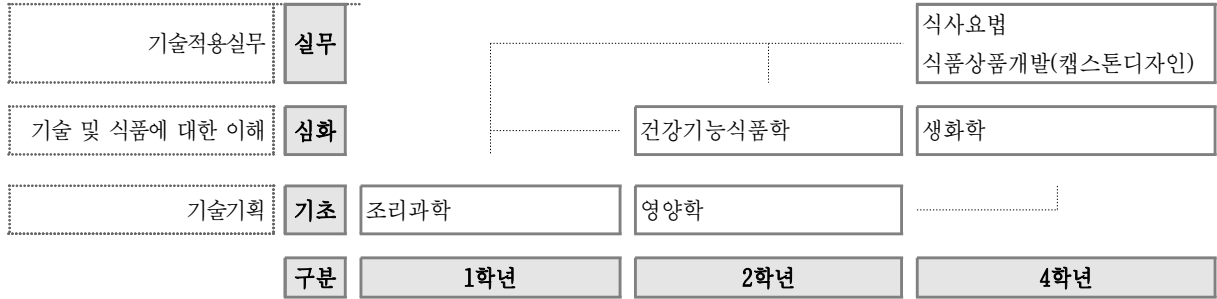 기술적용실무 실무 식사요법
식품상품개발(캡스톤디자인)
기술 및 식품에 대한 이해 심화 건강기능식품학 생화학
기술기획 기초 조리과학 영양학
구분 1학년 2학년 4학년